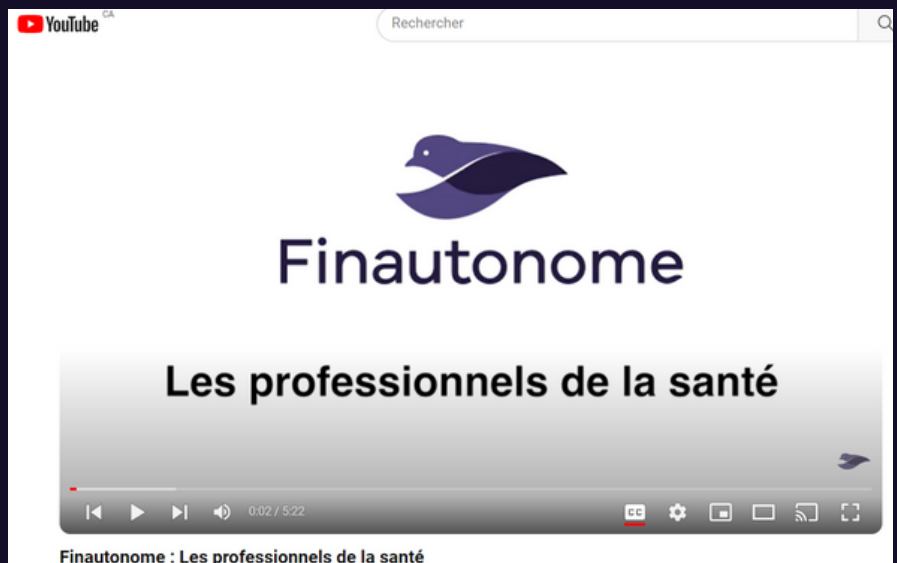 YouTube CA
Rechercher
Finautonome
Les professionnels de la santé
0:02 / 5:22
CC
Finautonome : Les professionnels de la santé